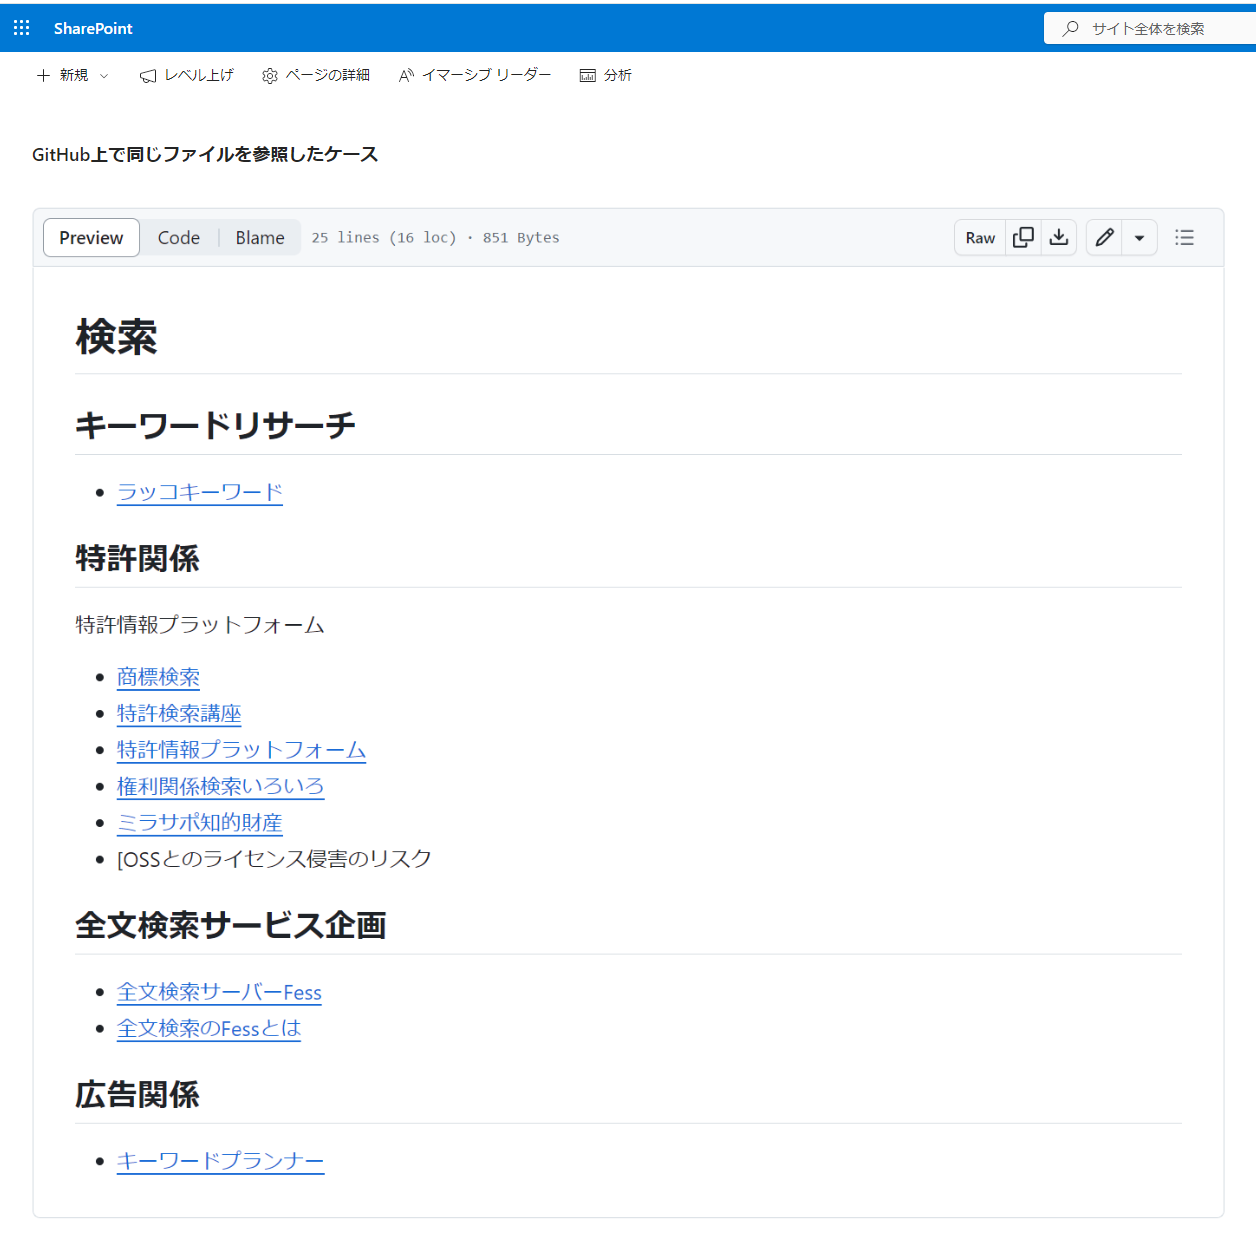 SharePoint
サイト全体を検索
新規 レベル上げ ページの詳細 イマーシブ リーダー 分析
GitHub上で同じファイルを参照したケース
Preview Code Blame 25 lines (16 loc) · 851 Bytes Raw
検索
キーワードリサーチ
ラッコキーワード
特許関係
特許情報プラットフォーム
商標検索
特許検索講座
特許情報プラットフォーム
権利関係検索いろいろ
ミラサポ知的財産
[OSSとのライセンス侵害のリスク
全文検索サービス企画
全文検索サーバーFess
全文検索のFessとは
広告関係
キーワードプランナー